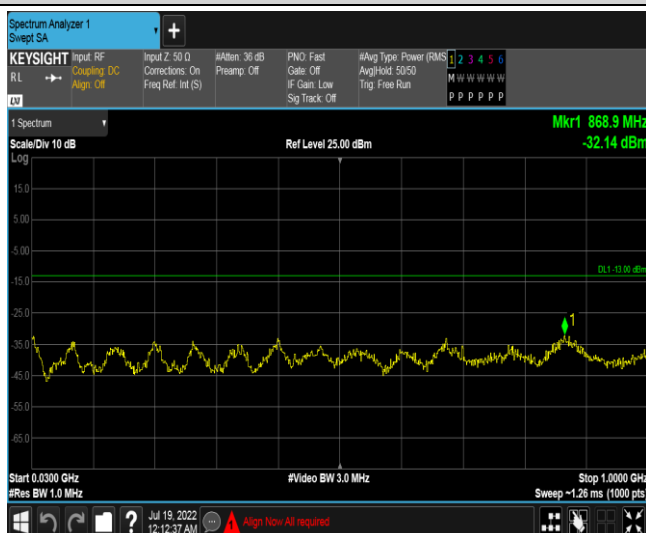 Spectrum Analyzer 1
Swept SA
KEYSIGHT
RL
LXI
Input: RF
Coupling: DC
Align: Off
Input Z: 50 Ω
Corrections: On
Freq Ref: Int (S)
#Atten: 36 dB
Preamp: Off
PNO: Fast
Gate: Off
IF Gain: Low
Sig Track: Off
#Avg Type: Power (RMS
Avg|Hold: 50/50
Trig: Free Run
1 2 3 4 5 6
M W W W W W
P P P P P P
1 Spectrum
Scale/Div 10 dB
Ref Level 25.00 dBm
Mkr1 868.9 MHz
-32.14 dBm
Log
15.0
5.00
-5.00
-15.0
-25.0
-35.0
-45.0
-55.0
-65.0
DL1 -13.00 dBm
1
Start 0.0300 GHz
#Res BW 1.0 MHz
#Video BW 3.0 MHz
Stop 1.0000 GHz
Sweep ~1.26 ms (1000 pts)
Jul 19, 2022
12:12:37 AM
Align Now All required